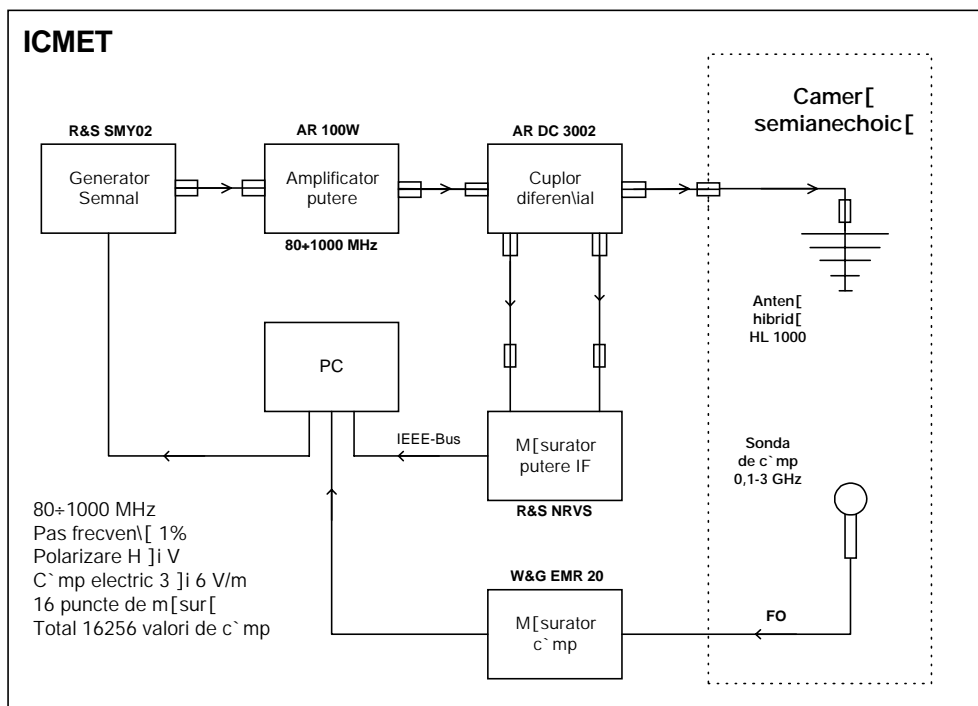 ICMET
Camer[
semianechoic[
R&S SMY02
AR 100W
AR DC 3002
Generator
Semnal
Amplificator
putere
Cuplor
diferen\ial
80÷1000 MHz
Anten[
hibrid[
HL 1000
PC
IEEE-Bus
M[surator
putere IF
R&S NRVS
Sonda
de c`mp
0,1-3 GHz
80÷1000 MHz
Pas frecven\[ 1%
Polarizare H ]i V
C`mp electric 3 ]i 6 V/m
16 puncte de m[sur[
Total 16256 valori de c`mp
W&G EMR 20
M[surator
c`mp
FO